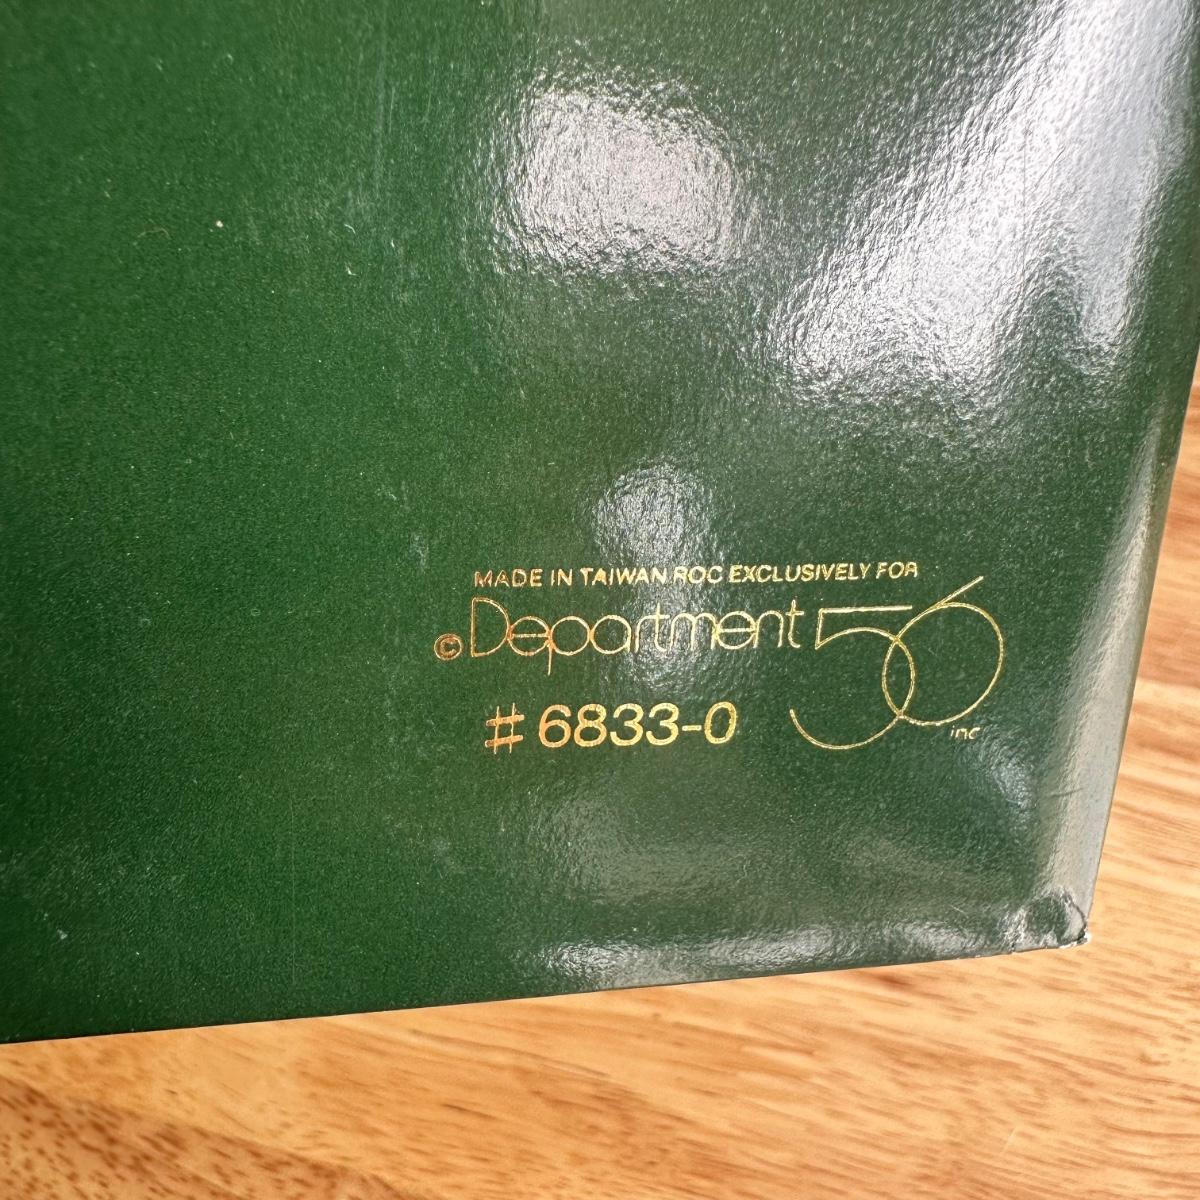 MADE IN TAIWAN ROC EXCLUSIVELY FOR
© Department 56 inc
# 6833-0